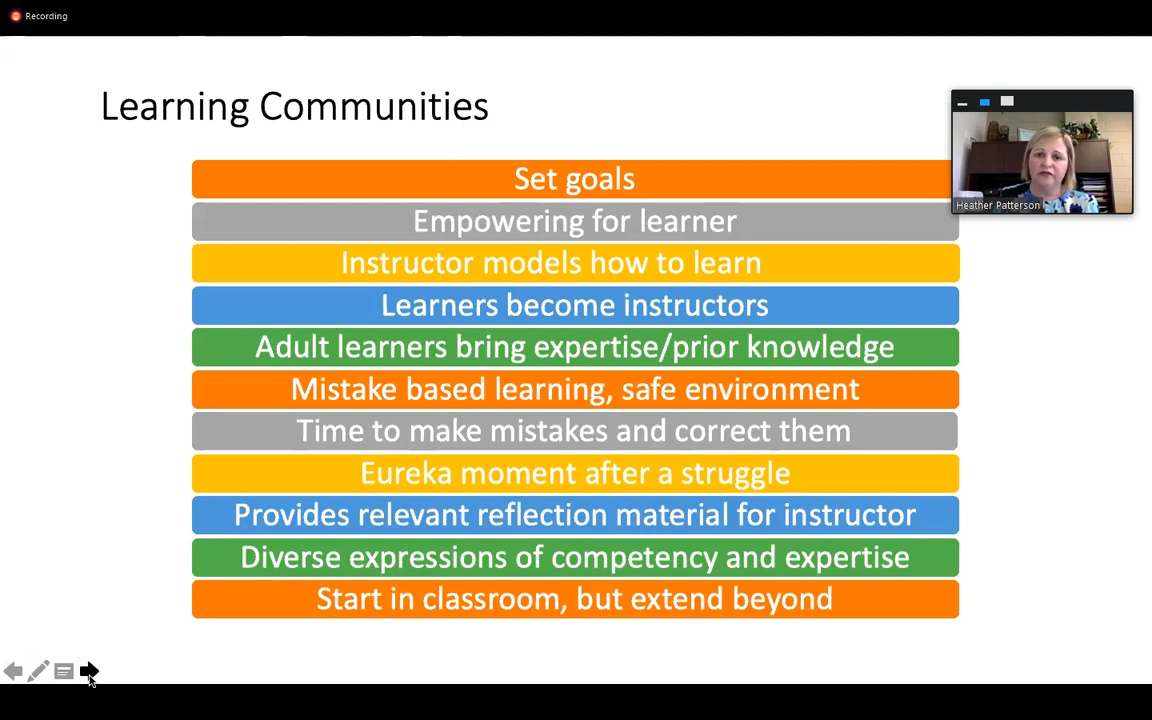 Recording
Learning Communities
Heather Patterson
Set goals
Empowering for learner
Instructor models how to learn
Learners become instructors
Adult learners bring expertise/prior knowledge
Mistake based learning, safe environment
Time to make mistakes and correct them
Eureka moment after a struggle
Provides relevant reflection material for instructor
Diverse expressions of competency and expertise
Start in classroom, but extend beyond